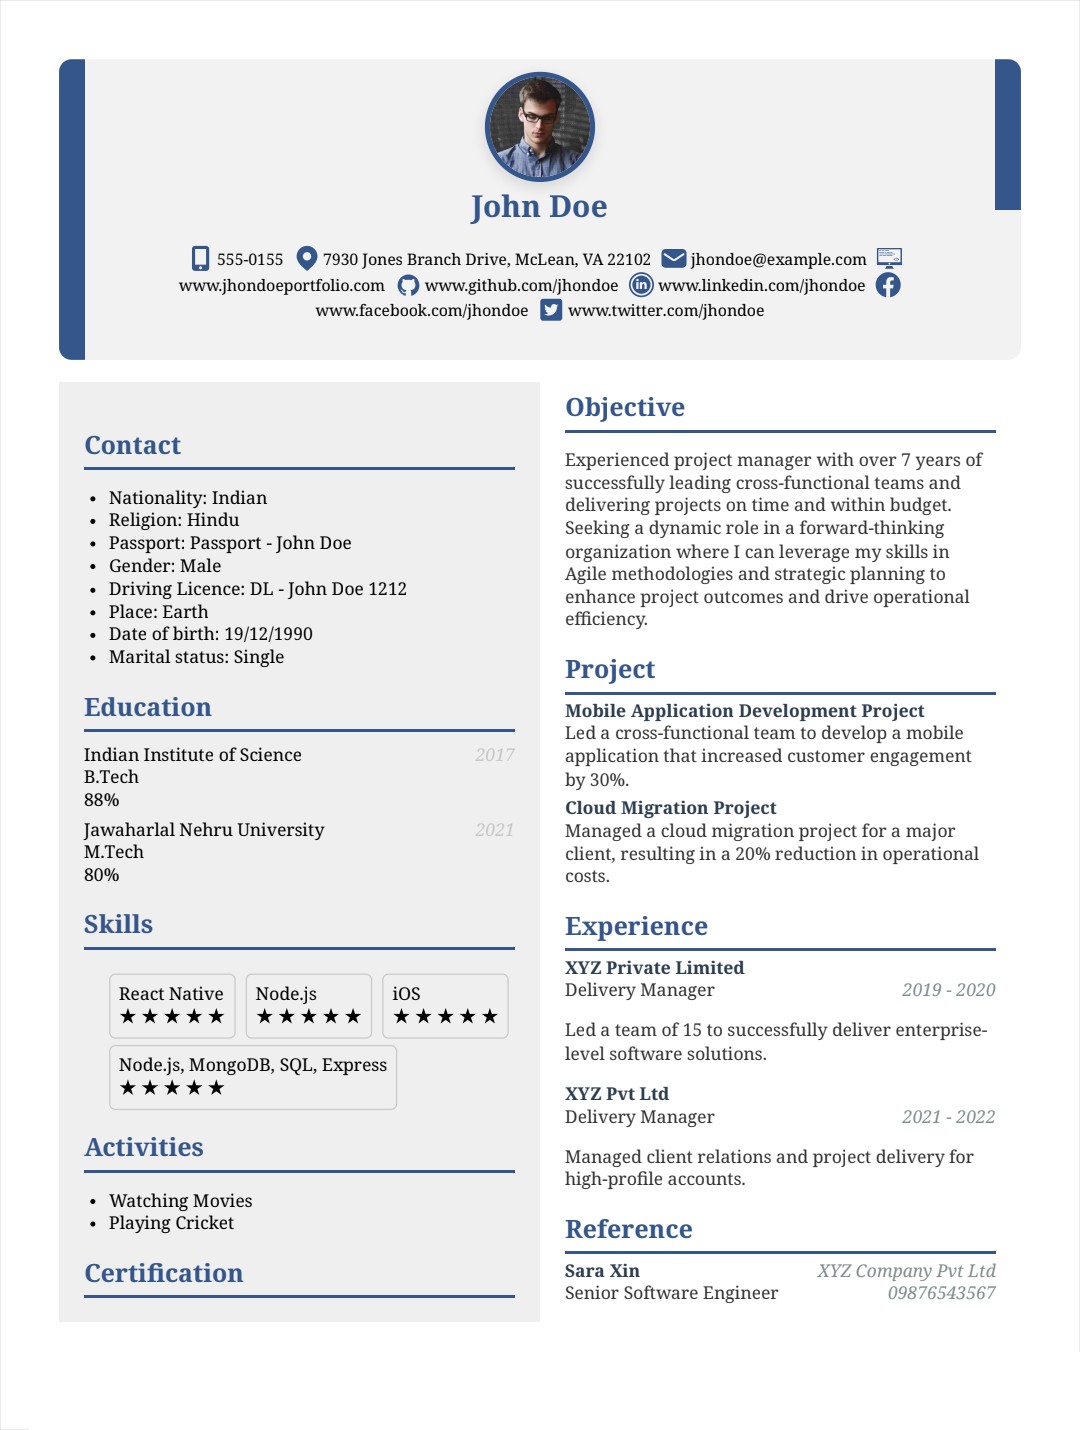 John Doe
555-0155 7930 Jones Branch Drive, McLean, VA 22102 jhondoe@example.com
www.jhondoeportfolio.com www.github.com/jhondoe www.linkedin.com/jhondoe
www.facebook.com/jhondoe www.twitter.com/jhondoe
Contact
• Nationality: Indian
• Religion: Hindu
• Passport: Passport - John Doe
• Gender: Male
• Driving Licence: DL - John Doe 1212
• Place: Earth
• Date of birth: 19/12/1990
• Marital status: Single
Education
Indian Institute of Science 2017
B.Tech
88%
Jawaharlal Nehru University 2021
M.Tech
80%
Skills
React Native Node.js iOS
★★★★★ ★★★★★ ★★★★★
Node.js, MongoDB, SQL, Express
★★★★★
Activities
• Watching Movies
• Playing Cricket
Certification
Objective
Experienced project manager with over 7 years of
successfully leading cross-functional teams and
delivering projects on time and within budget.
Seeking a dynamic role in a forward-thinking
organization where I can leverage my skills in
Agile methodologies and strategic planning to
enhance project outcomes and drive operational
efficiency.
Project
Mobile Application Development Project
Led a cross-functional team to develop a mobile
application that increased customer engagement
by 30%.
Cloud Migration Project
Managed a cloud migration project for a major
client, resulting in a 20% reduction in operational
costs.
Experience
XYZ Private Limited
Delivery Manager 2019 - 2020
Led a team of 15 to successfully deliver enterprise-
level software solutions.
XYZ Pvt Ltd
Delivery Manager 2021 - 2022
Managed client relations and project delivery for
high-profile accounts.
Reference
Sara Xin XYZ Company Pvt Ltd
Senior Software Engineer 09876543567